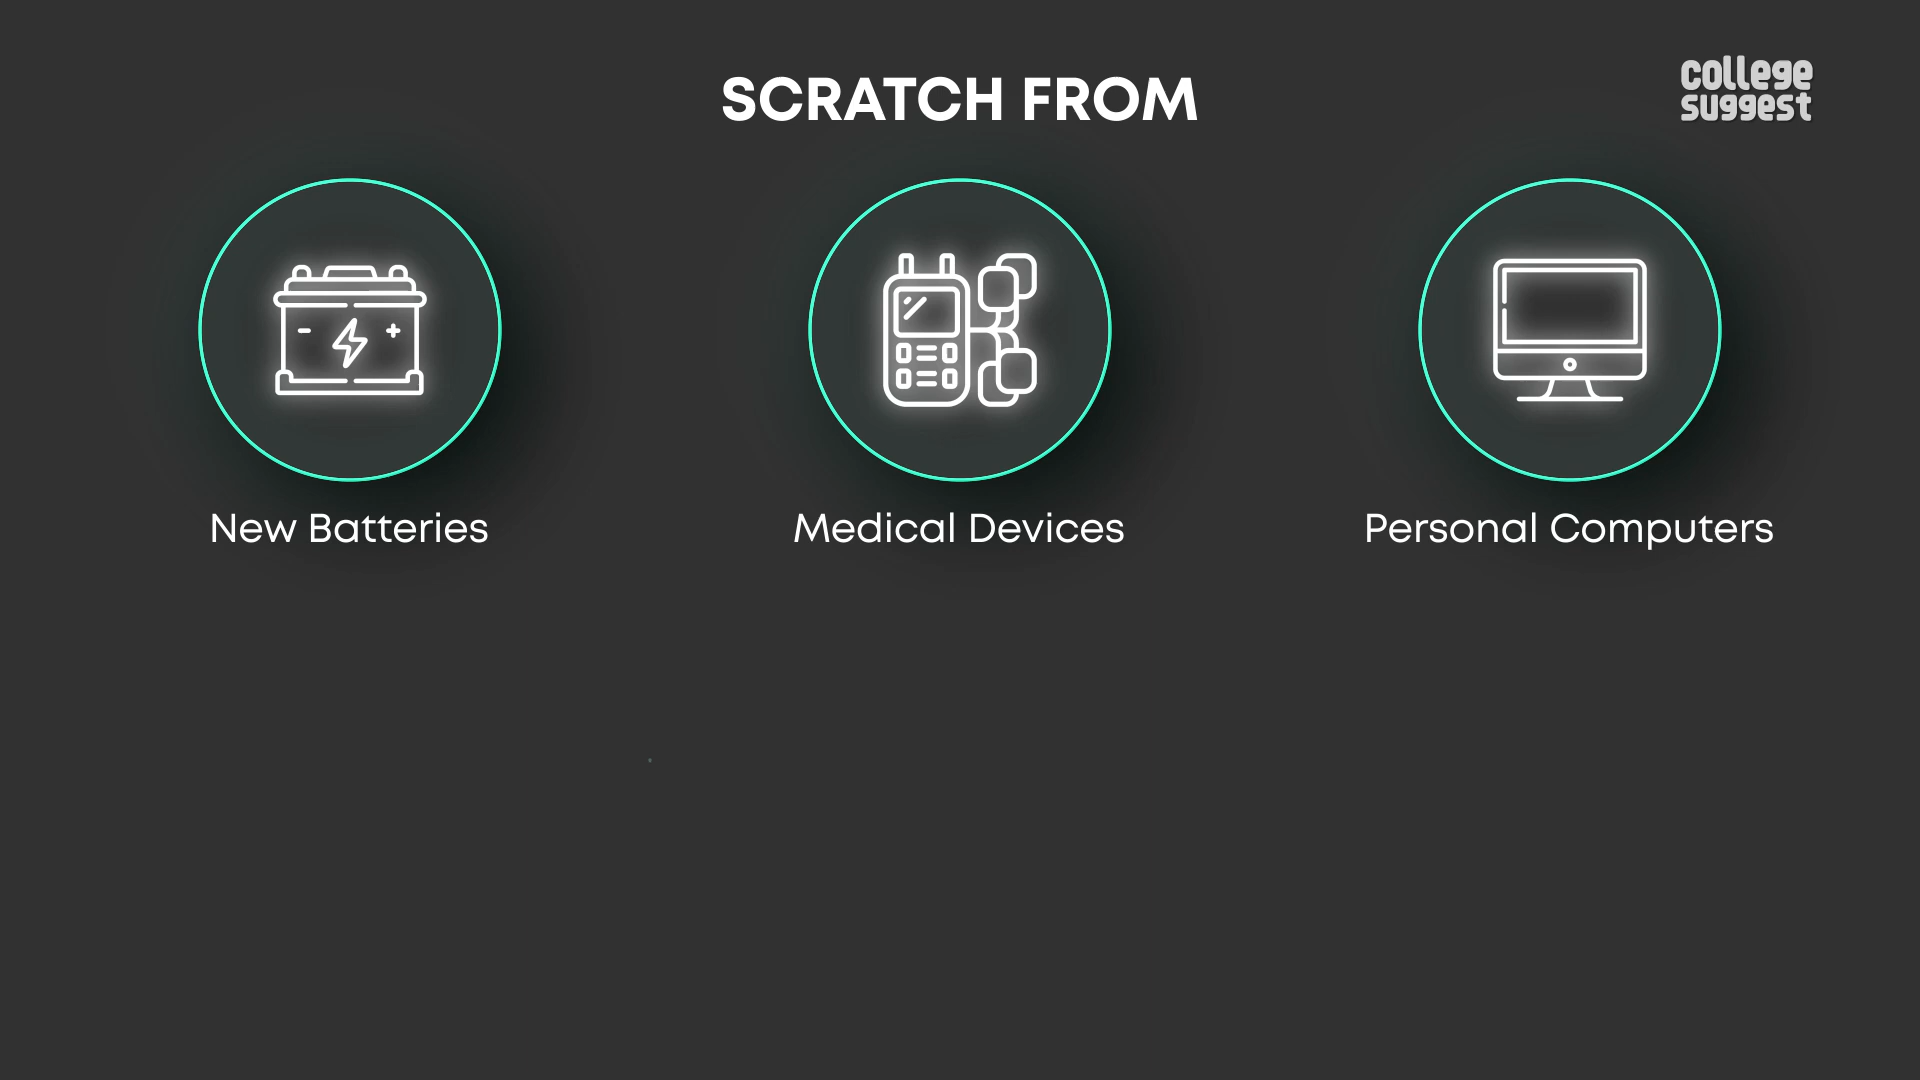 SCRATCH FROM
college
suggest
New Batteries
Medical Devices
Personal Computers